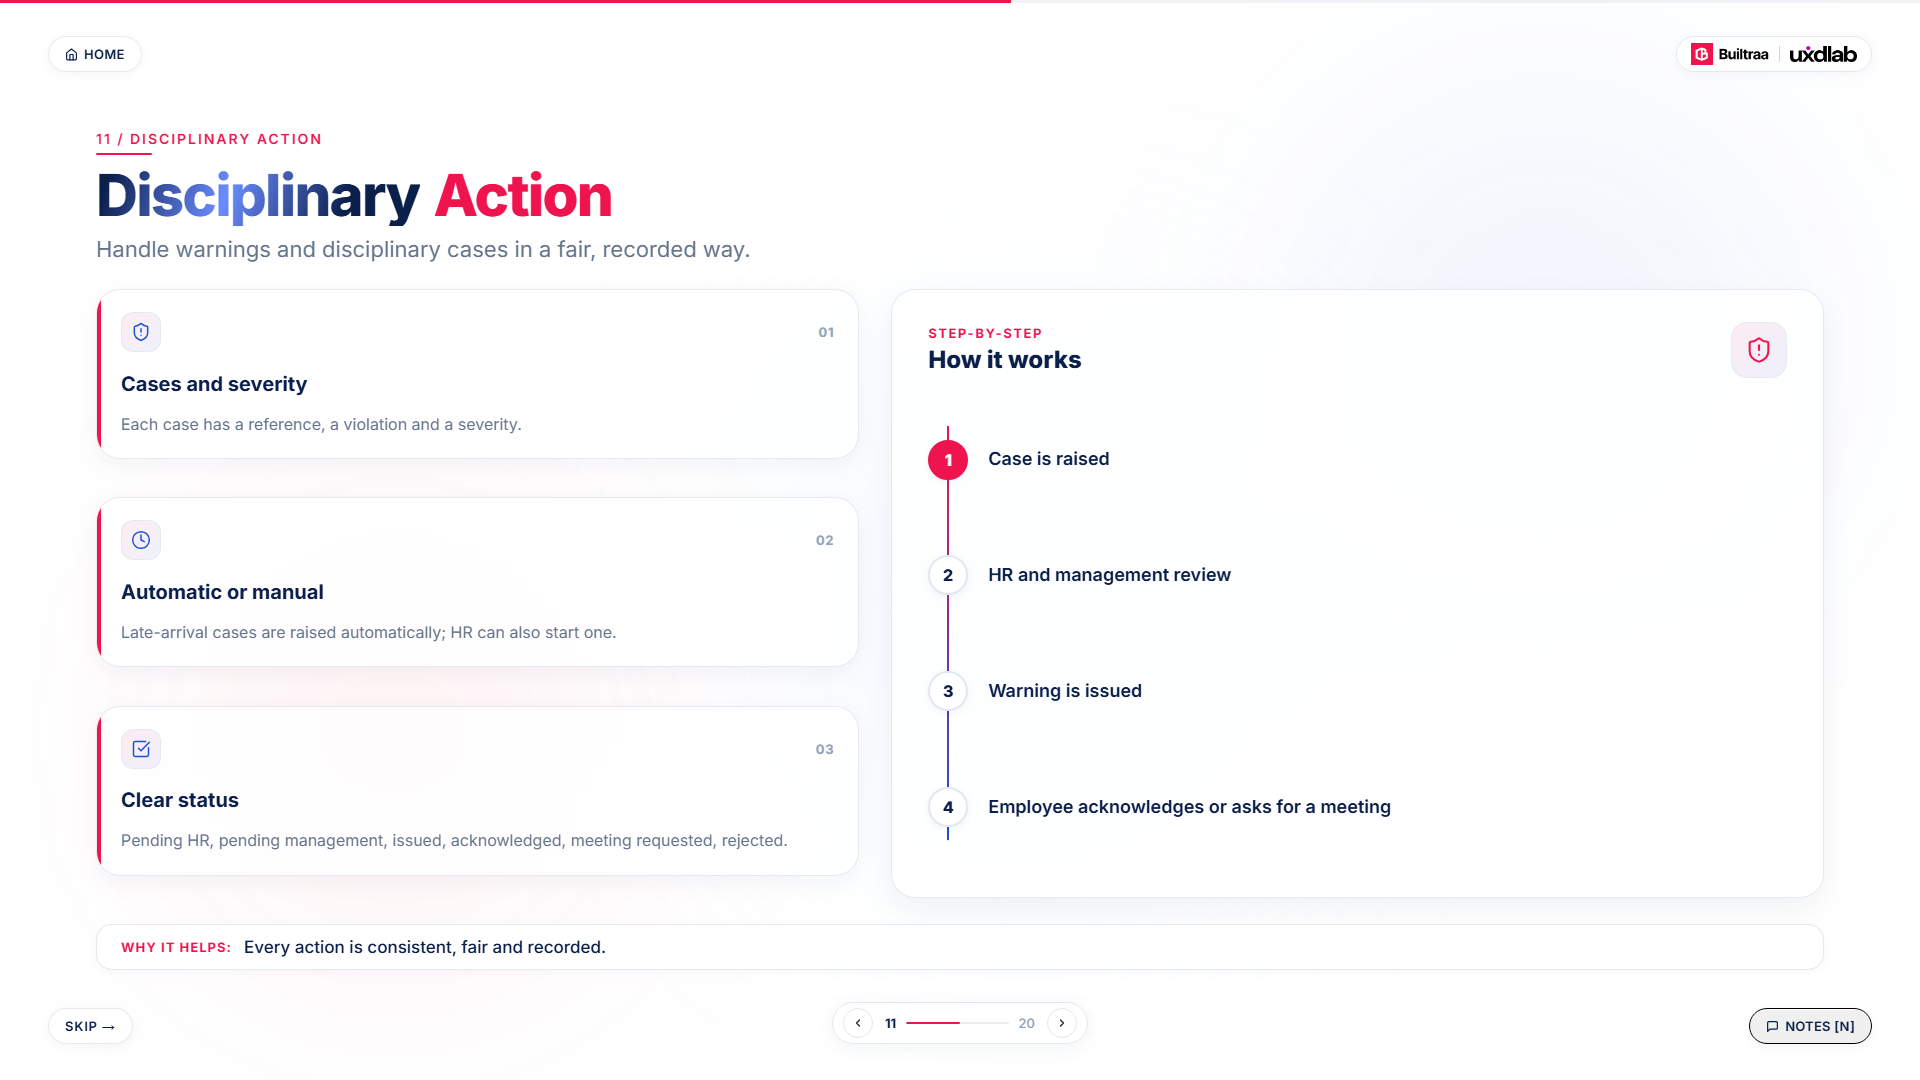 HOME
Builtraa | uxdlab
11 / DISCIPLINARY ACTION
Disciplinary Action
Handle warnings and disciplinary cases in a fair, recorded way.
01
Cases and severity
Each case has a reference, a violation and a severity.
02
Automatic or manual
Late-arrival cases are raised automatically; HR can also start one.
03
Clear status
Pending HR, pending management, issued, acknowledged, meeting requested, rejected.
STEP-BY-STEP
How it works
1 Case is raised
2 HR and management review
3 Warning is issued
4 Employee acknowledges or asks for a meeting
WHY IT HELPS: Every action is consistent, fair and recorded.
SKIP →
‹ 11 20 ›
NOTES [N]